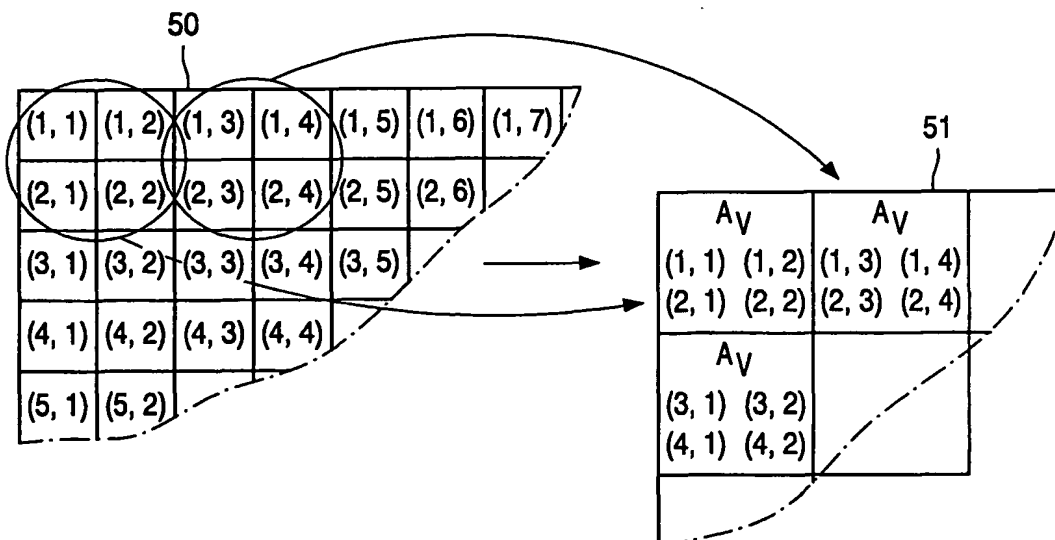 50
(1, 1) (1, 2) (1, 3) (1, 4) (1, 5) (1, 6) (1, 7)
(2, 1) (2, 2) (2, 3) (2, 4) (2, 5) (2, 6)
(3, 1) (3, 2) (3, 3) (3, 4) (3, 5)
(4, 1) (4, 2) (4, 3) (4, 4)
(5, 1) (5, 2)
51
AV AV
(1, 1) (1, 2) (1, 3) (1, 4)
(2, 1) (2, 2) (2, 3) (2, 4)
AV
(3, 1) (3, 2)
(4, 1) (4, 2)